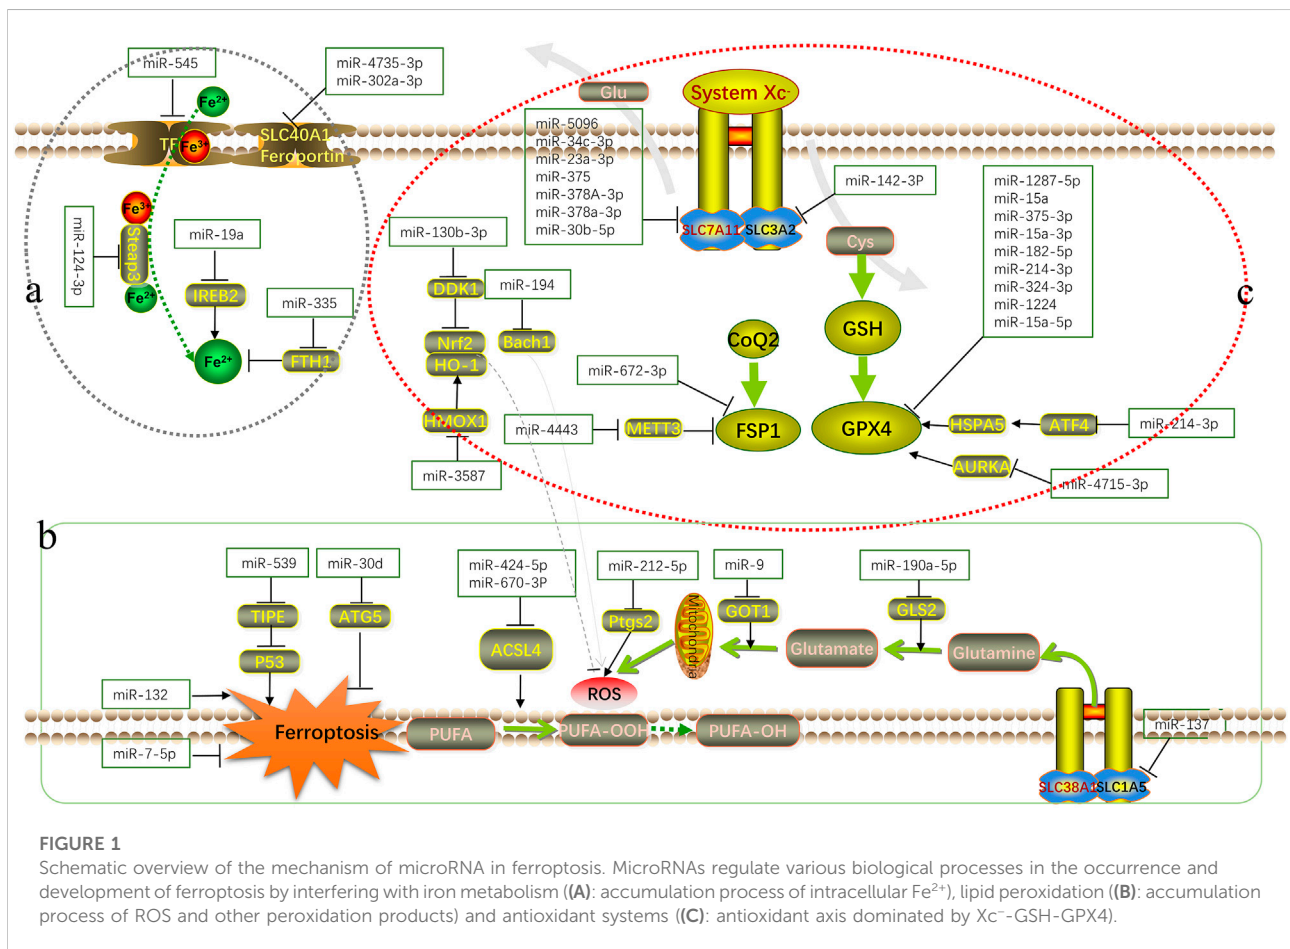 miR-545
miR-4735-3p
miR-302a-3p
Fe2+
TF
Fe3+
SLC40A1
Feroportin
Fe3+
Steap3
Fe2+
miR-124-3p
a
miR-19a
IREB2
miR-335
FTH1
Fe2+
Glu
System Xc-
miR-5096
miR-34c-3p
miR-23a-3p
miR-375
miR-378A-3p
miR-378a-3p
miR-30b-5p
SLC7A11
SLC3A2
miR-142-3P
Cys
GSH
GPX4
miR-1287-5p
miR-15a
miR-375-3p
miR-15a-3p
miR-182-5p
miR-214-3p
miR-324-3p
miR-1224
miR-15a-5p
c
miR-130b-3p
DDK1
miR-194
Nrf2
Bach1
HO-1
HMOX1
miR-3587
CoQ2
miR-672-3p
miR-4443
METT3
FSP1
HSPA5
ATF4
miR-214-3p
AURKA
miR-4715-3p
b
miR-539
TIPE
P53
miR-30d
ATG5
miR-132
miR-7-5p
Ferroptosis
miR-424-5p
miR-670-3P
ACSL4
miR-212-5p
Ptgs2
ROS
Mitochondria
miR-9
GOT1
Glutamate
miR-190a-5p
GLS2
Glutamine
PUFA
PUFA-OOH
PUFA-OH
miR-137
SLC38A1
SLC1A5
FIGURE 1
Schematic overview of the mechanism of microRNA in ferroptosis. MicroRNAs regulate various biological processes in the occurrence and
development of ferroptosis by interfering with iron metabolism ((A): accumulation process of intracellular Fe2+), lipid peroxidation ((B): accumulation
process of ROS and other peroxidation products) and antioxidant systems ((C): antioxidant axis dominated by Xc−-GSH-GPX4).